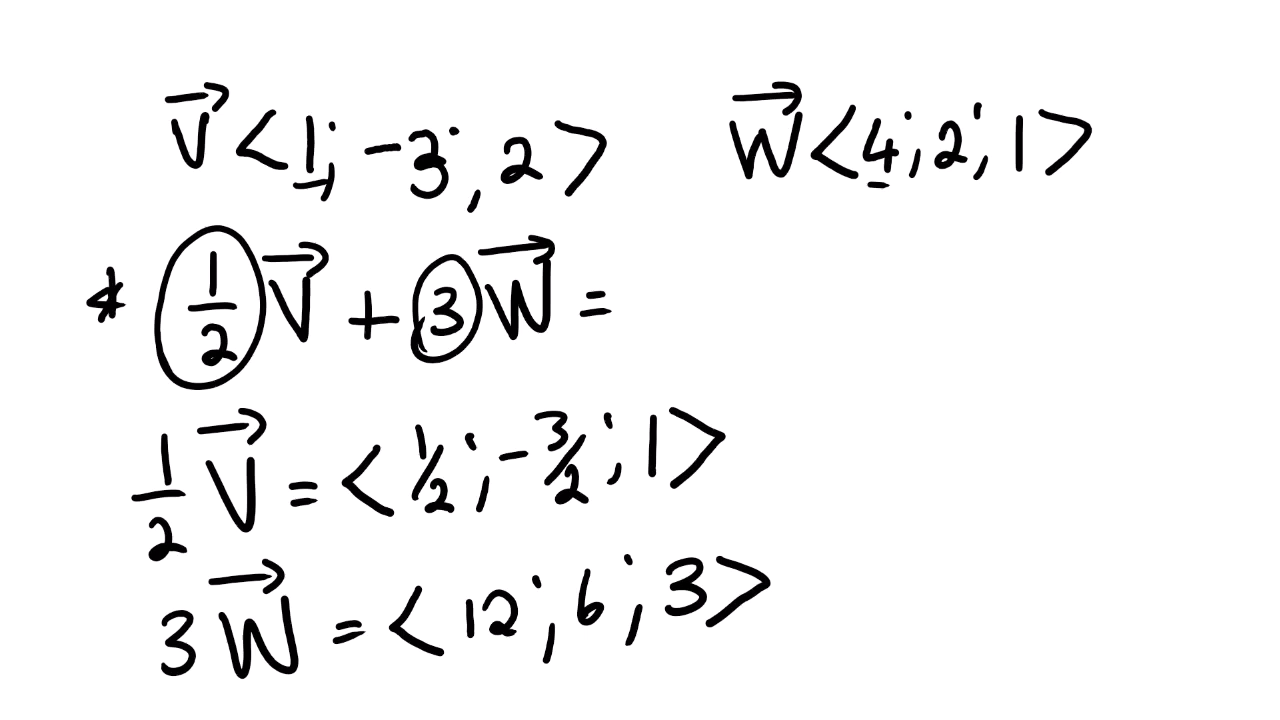 V⃗ <1; -3; 2> W⃗ <4; 2; 1>
* 1/2 V⃗ + 3 W⃗ =
1/2 V⃗ = <1/2; -3/2; 1>
3 W⃗ = <12; 6; 3>